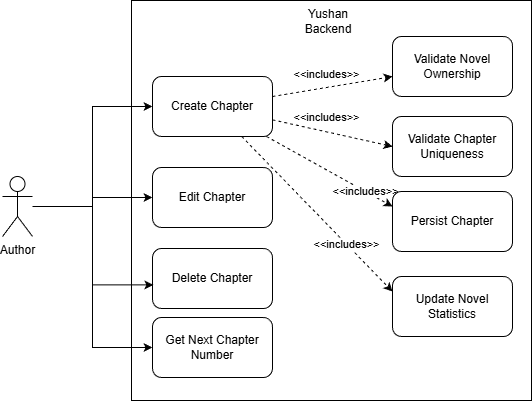 Yushan
Backend
Validate Novel
Ownership
<<includes>>
Create Chapter
<<includes>>
Validate Chapter
Uniqueness
Edit Chapter
<<includes>>
Persist Chapter
Author
<<includes>>
Delete Chapter
Update Novel
Statistics
Get Next Chapter
Number